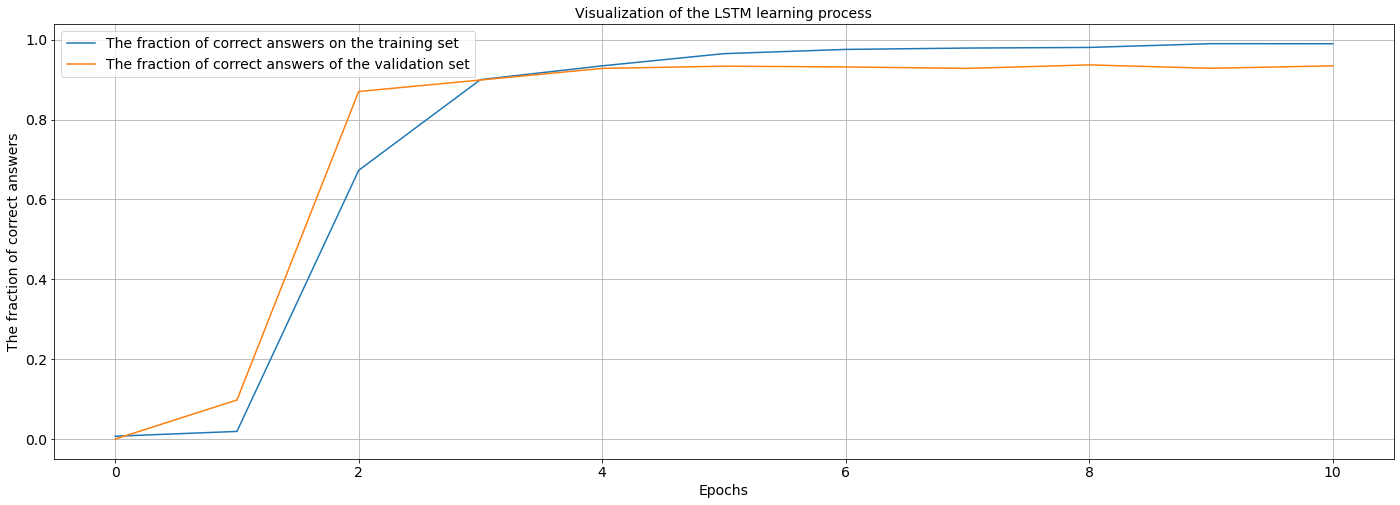 Visualization of the LSTM learning process
The fraction of correct answers on the training set
The fraction of correct answers of the validation set
The fraction of correct answers
1.0
0.8
0.6
0.4
0.2
0.0
0 2 4 6 8 10
Epochs